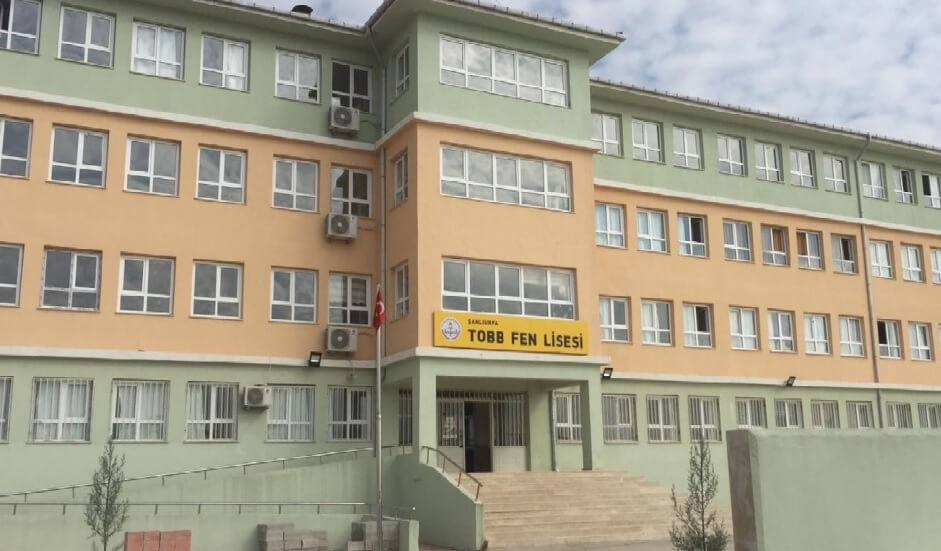 ŞANLIURFA
TOBB FEN LİSESİ